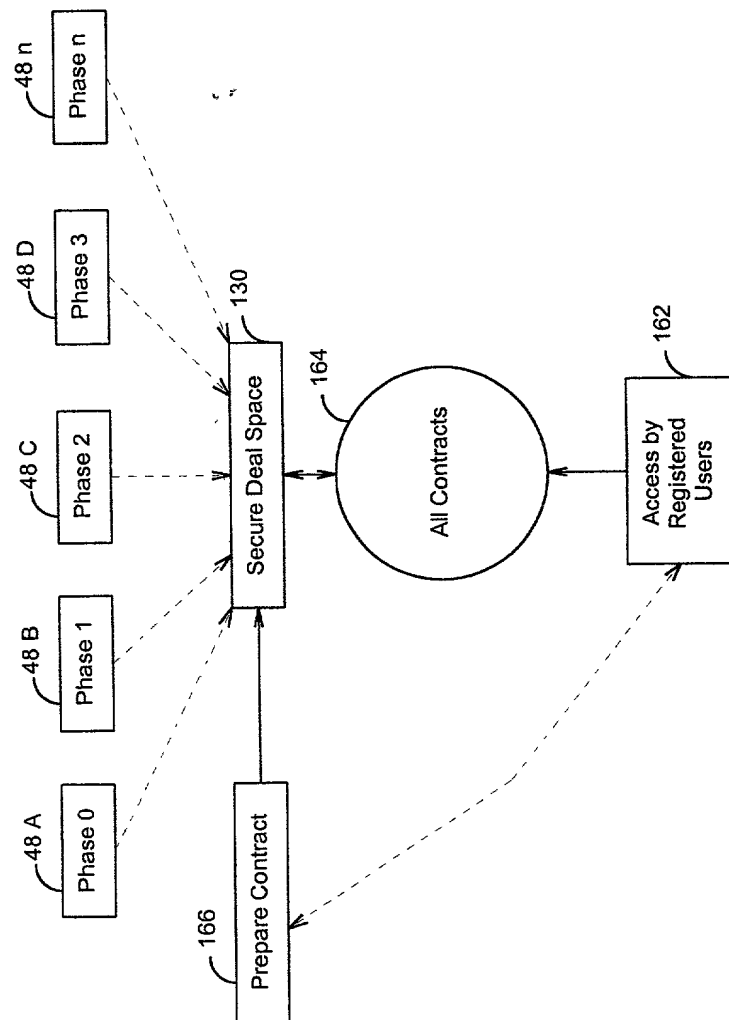 48 A
48 B
48 C
48 D
48 n
Phase 0
Phase 1
Phase 2
Phase 3
Phase n
166
130
Prepare Contract
Secure Deal Space
164
All Contracts
162
Access by
Registered
Users